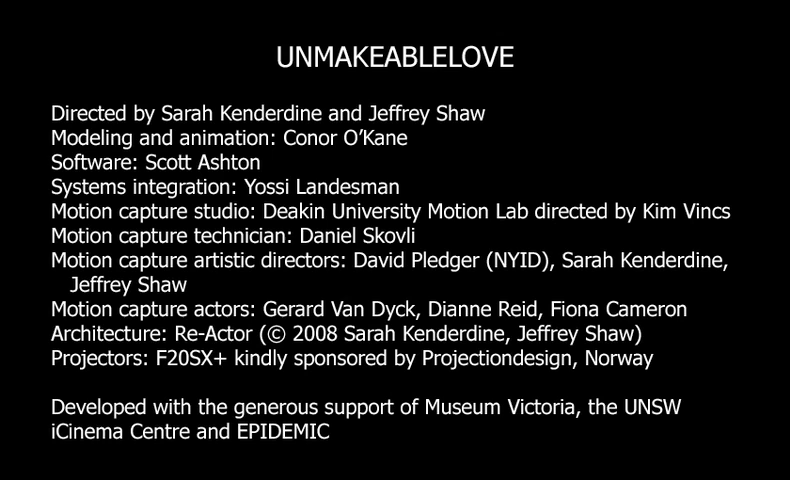 UNMAKEABLELOVE
Directed by Sarah Kenderdine and Jeffrey Shaw
Modeling and animation: Conor O’Kane
Software: Scott Ashton
Systems integration: Yossi Landesman
Motion capture studio: Deakin University Motion Lab directed by Kim Vincs
Motion capture technician: Daniel Skovli
Motion capture artistic directors: David Pledger (NYID), Sarah Kenderdine,
Jeffrey Shaw
Motion capture actors: Gerard Van Dyck, Dianne Reid, Fiona Cameron
Architecture: Re-Actor (© 2008 Sarah Kenderdine, Jeffrey Shaw)
Projectors: F20SX+ kindly sponsored by Projectiondesign, Norway
Developed with the generous support of Museum Victoria, the UNSW
iCinema Centre and EPIDEMIC